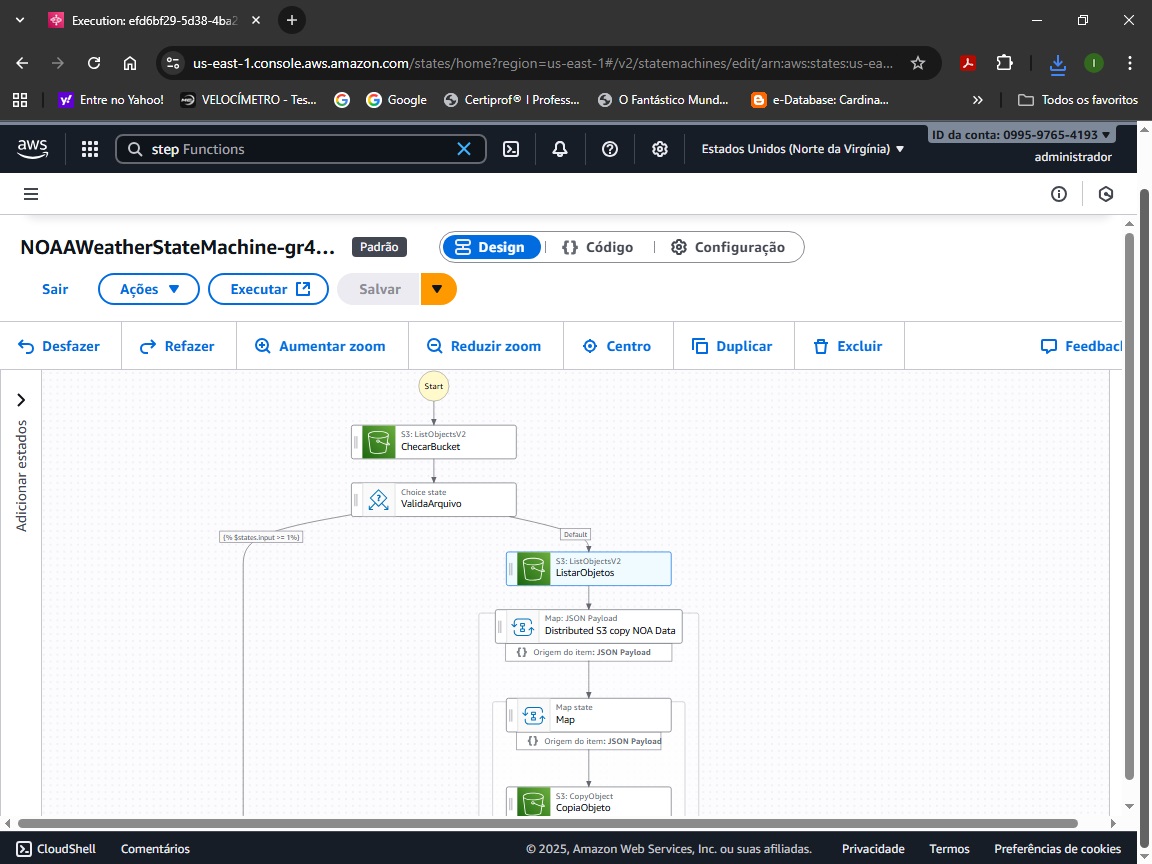 Execution: efd6bf29-5d38-4ba2
us-east-1.console.aws.amazon.com/states/home?region=us-east-1#/v2/statemachines/edit/arn:aws:states:us-ea...
Entre no Yahoo!
VELOCÍMETRO - Tes...
Google
Certiprof® I Profess...
O Fantástico Mund...
e-Database: Cardina...
Todos os favoritos
aws
step Functions
Estados Unidos (Norte da Virgínia)
ID da conta: 0995-9765-4193
administrador
NOAAWeatherStateMachine-gr4...
Padrão
Design
Código
Configuração
Sair
Ações
Executar
Salvar
Desfazer
Refazer
Aumentar zoom
Reduzir zoom
Centro
Duplicar
Excluir
Feedbac
Adicionar estados
Start
S3: ListObjectsV2
ChecarBucket
Choice state
ValidaArquivo
{% $states.input >= 1%}
Default
S3: ListObjectsV2
ListarObjetos
Map: JSON Payload
Distributed S3 copy NOA Data
{} Origem do item: JSON Payload
Map state
Map
{} Origem do item: JSON Payload
S3: CopyObject
CopiaObjeto
CloudShell
Comentários
© 2025, Amazon Web Services, Inc. ou suas afiliadas.
Privacidade
Termos
Preferências de cookies